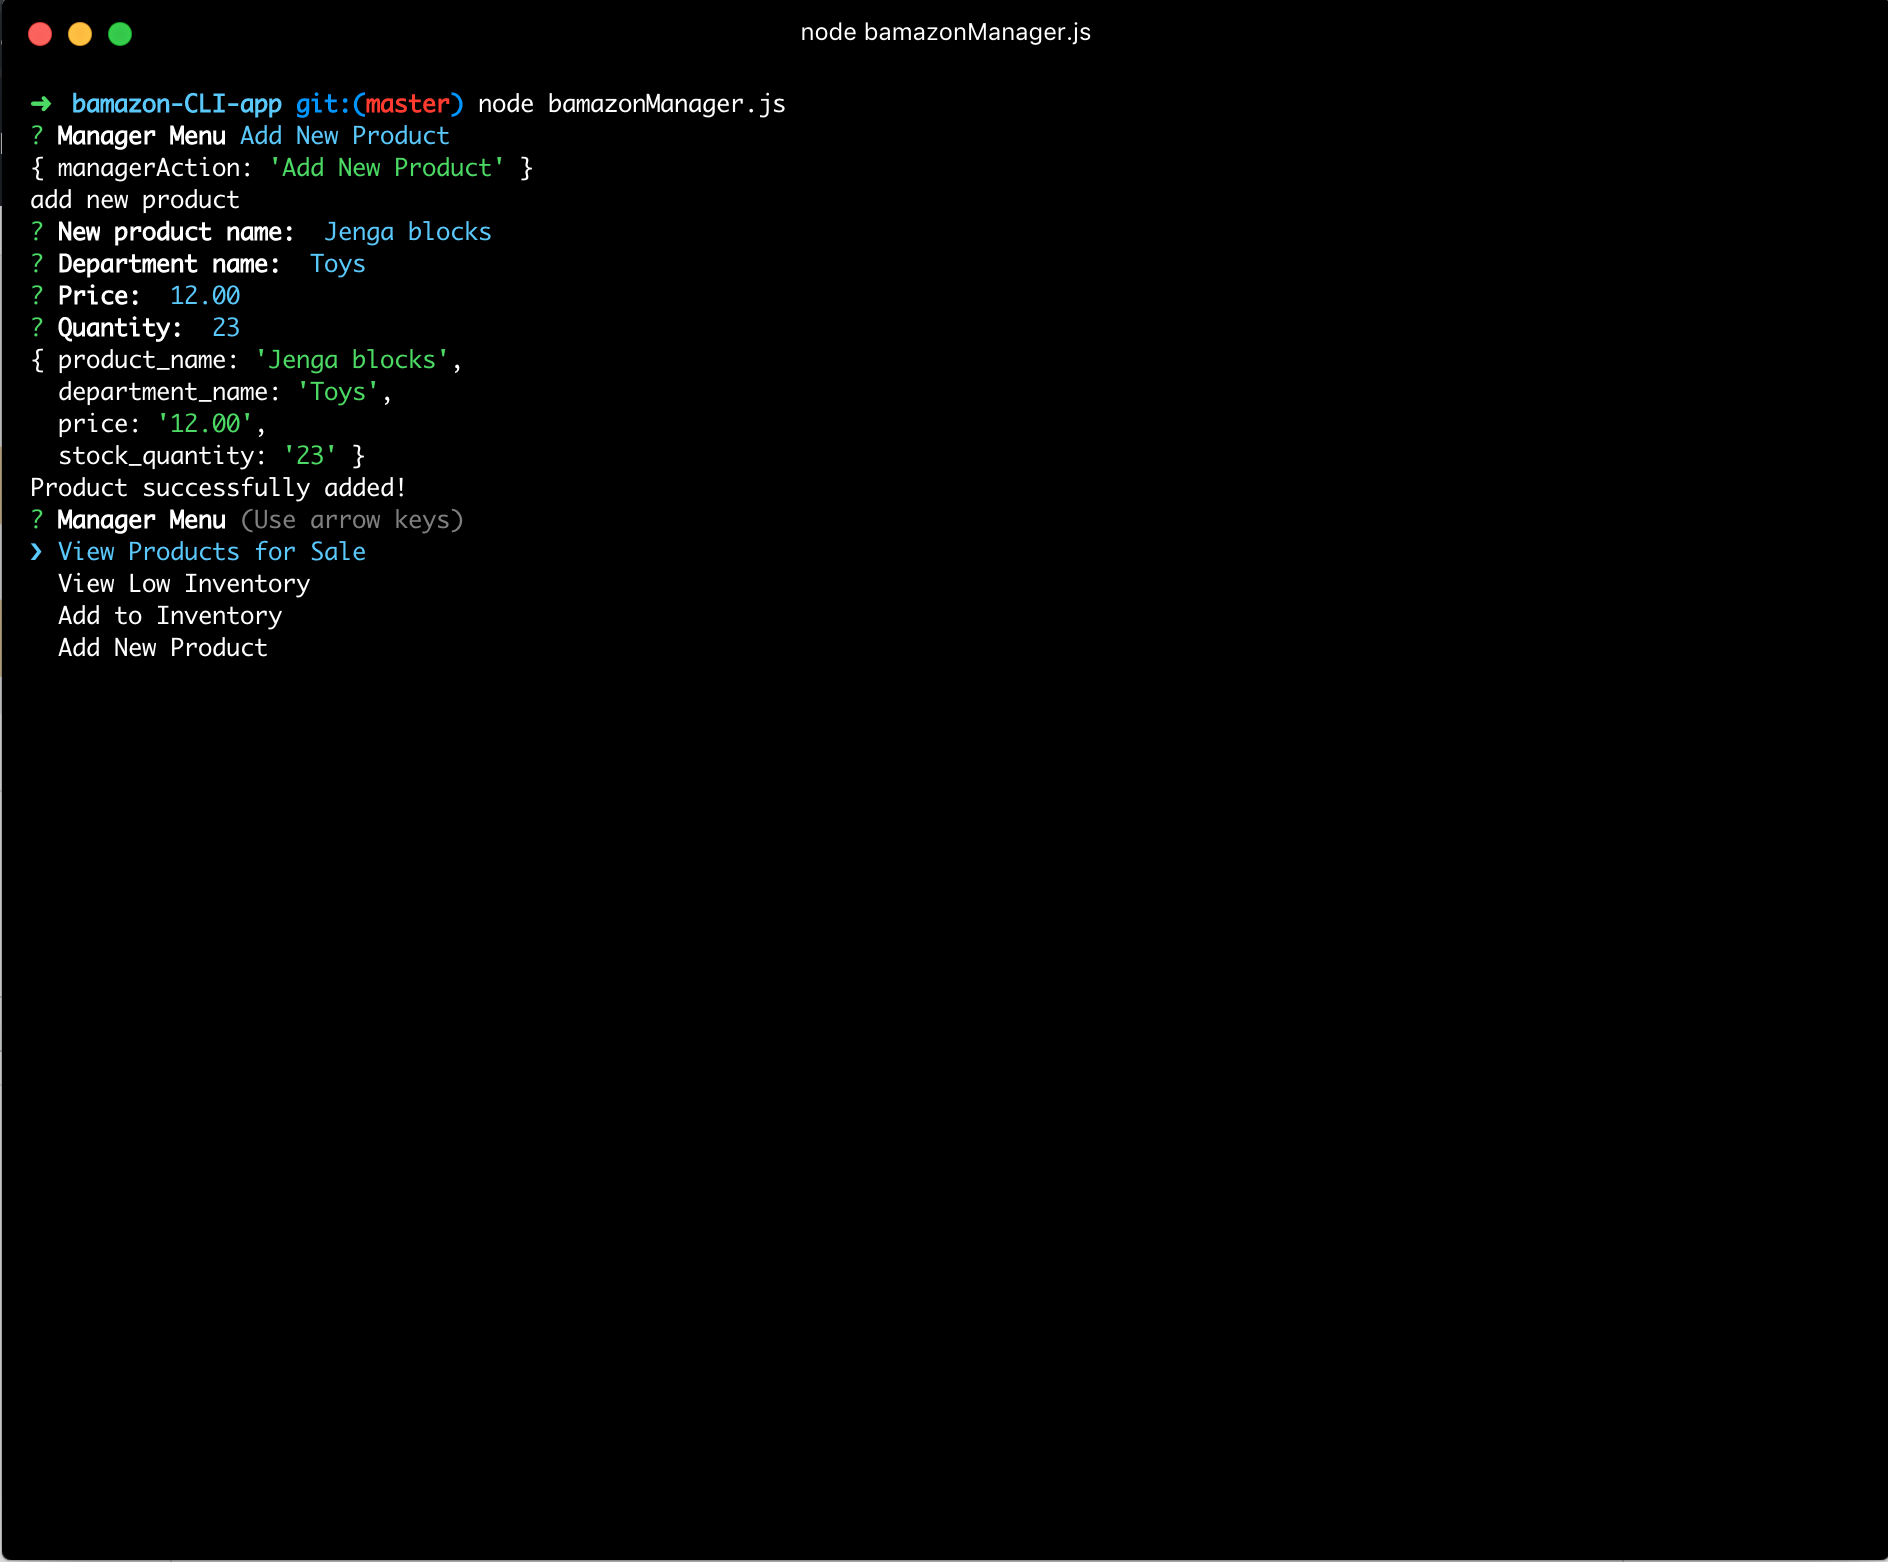 node bamazonManager.js
➜  bamazon-CLI-app git:(master) node bamazonManager.js
? Manager Menu Add New Product
{ managerAction: 'Add New Product' }
add new product
? New product name:  Jenga blocks
? Department name:  Toys
? Price:  12.00
? Quantity:  23
{ product_name: 'Jenga blocks',
  department_name: 'Toys',
  price: '12.00',
  stock_quantity: '23' }
Product successfully added!
? Manager Menu (Use arrow keys)
❯ View Products for Sale
  View Low Inventory
  Add to Inventory
  Add New Product